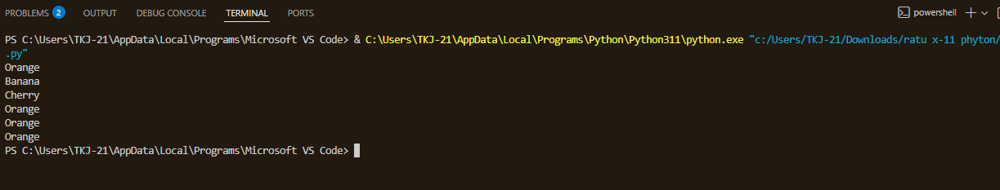 PROBLEMS 2 OUTPUT DEBUG CONSOLE TERMINAL PORTS powershell
PS C:\Users\TKJ-21\AppData\Local\Programs\Microsoft VS Code> & C:\Users\TKJ-21\AppData\Local\Programs\Python\Python311\python.exe "c:/Users/TKJ-21/Downloads/ratu x-11 phyton/
.py"
Orange
Banana
Cherry
Orange
Orange
Orange
PS C:\Users\TKJ-21\AppData\Local\Programs\Microsoft VS Code>